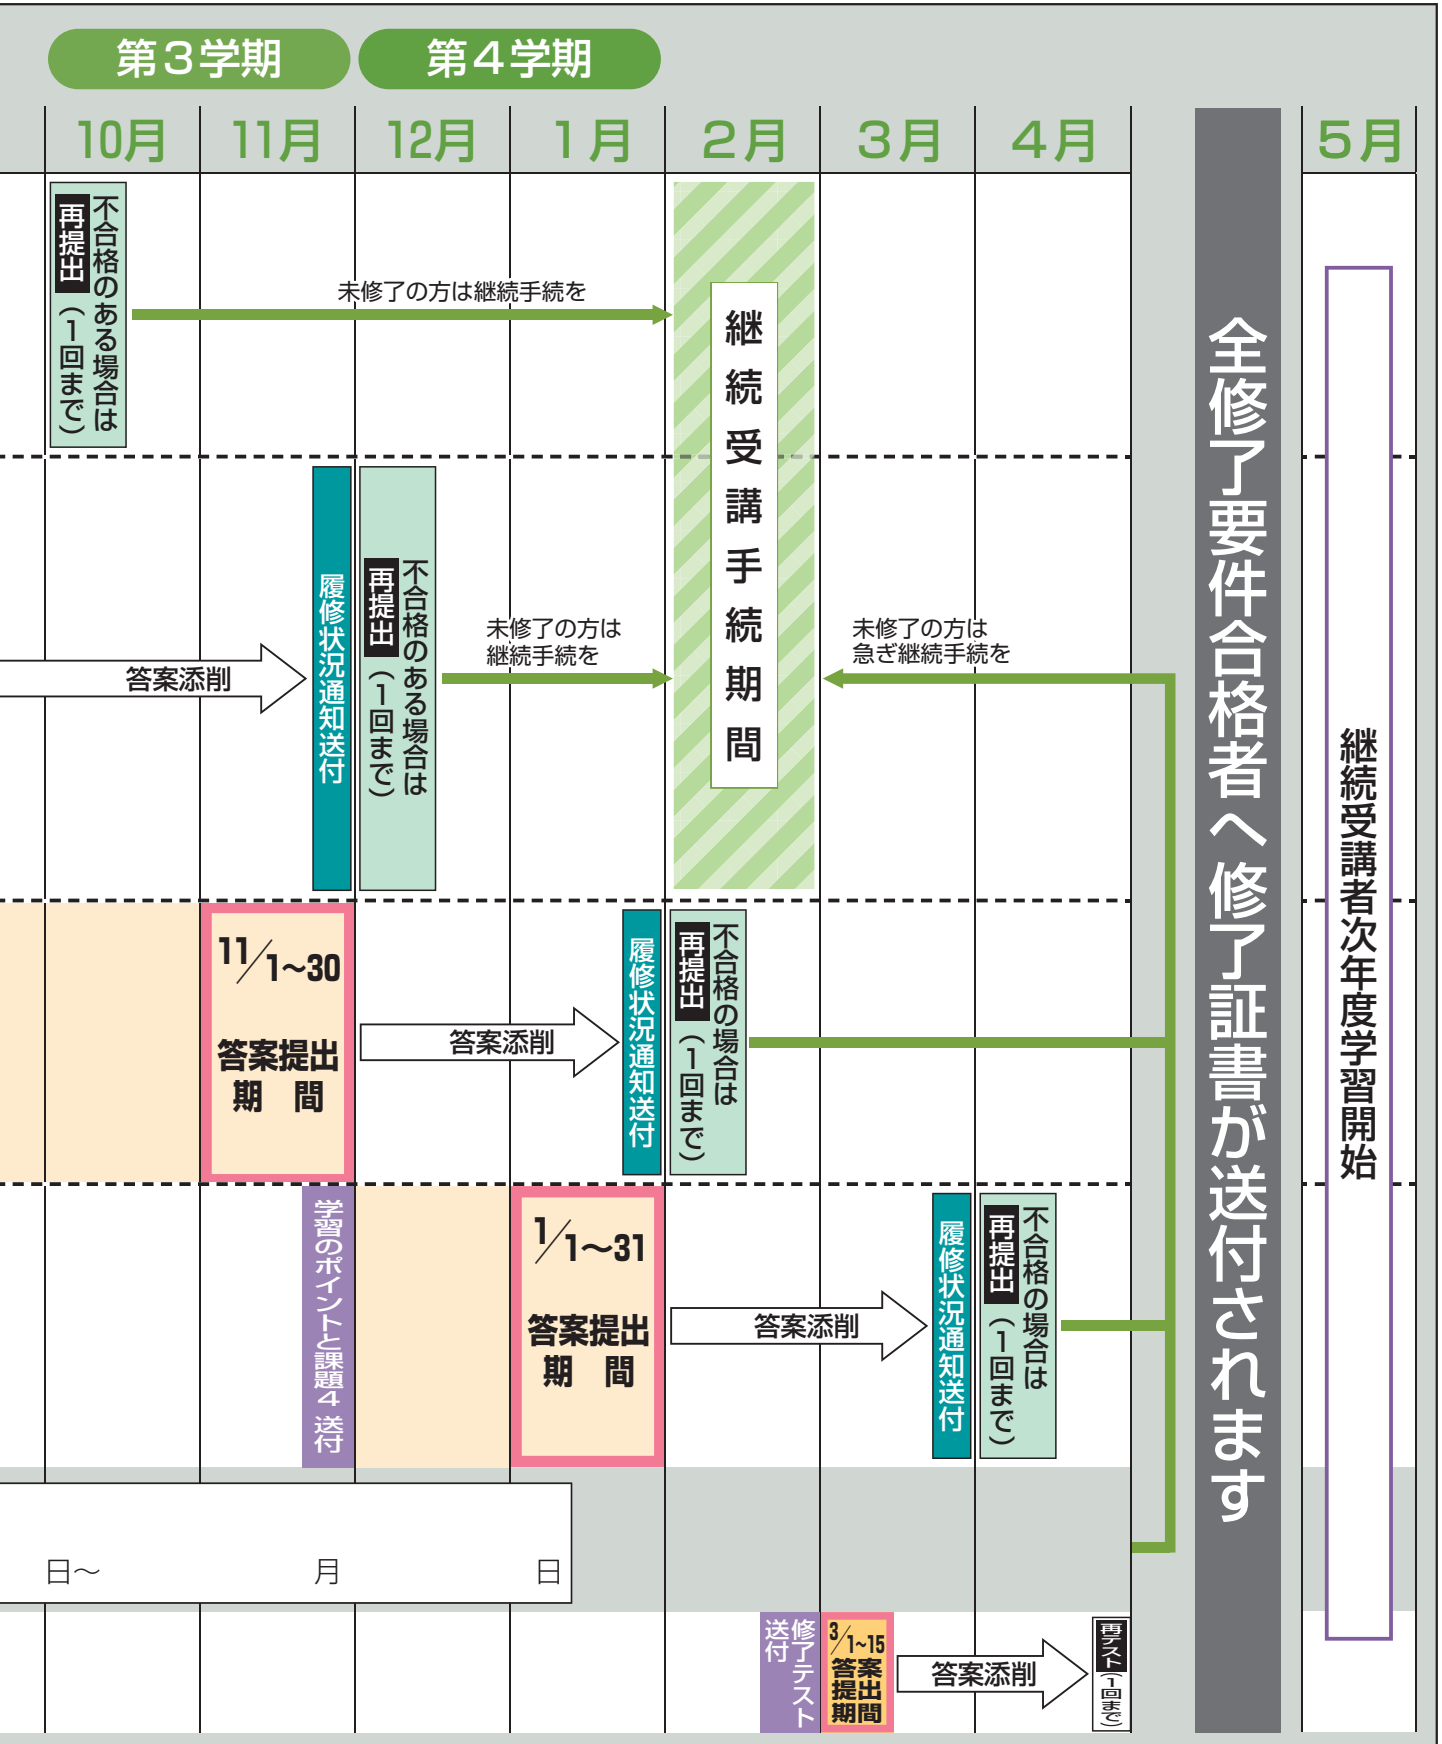 第3学期
第4学期
10月
11月
12月
1月
2月
3月
4月
5月
不合格のある場合は
再提出（1回まで）
未修了の方は継続手続を
継続受講手続期間
答案添削
履修状況通知送付
不合格のある場合は
再提出（1回まで）
未修了の方は
継続手続を
未修了の方は
急ぎ継続手続を
11/1〜30
答案提出
期　間
答案添削
履修状況通知送付
不合格の場合は
再提出（1回まで）
学習のポイントと課題4 送付
1/1〜31
答案提出
期　間
答案添削
履修状況通知送付
不合格の場合は
再提出（1回まで）
日〜　月　日
修了テスト
送付
3/1~15
答案
提出
期間
答案添削
再テスト（1回まで）
全修了要件合格者へ修了証書が送付されます
継続受講者次年度学習開始